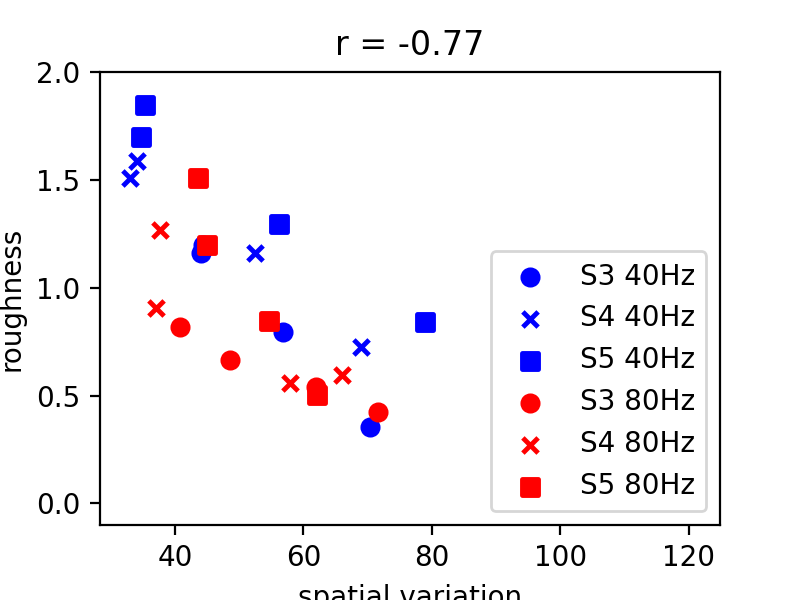 r = -0.77
2.0
1.5
1.0
0.5
0.0
roughness
S3 40Hz
S4 40Hz
S5 40Hz
S3 80Hz
S4 80Hz
S5 80Hz
40 60 80 100 120
spatial variation